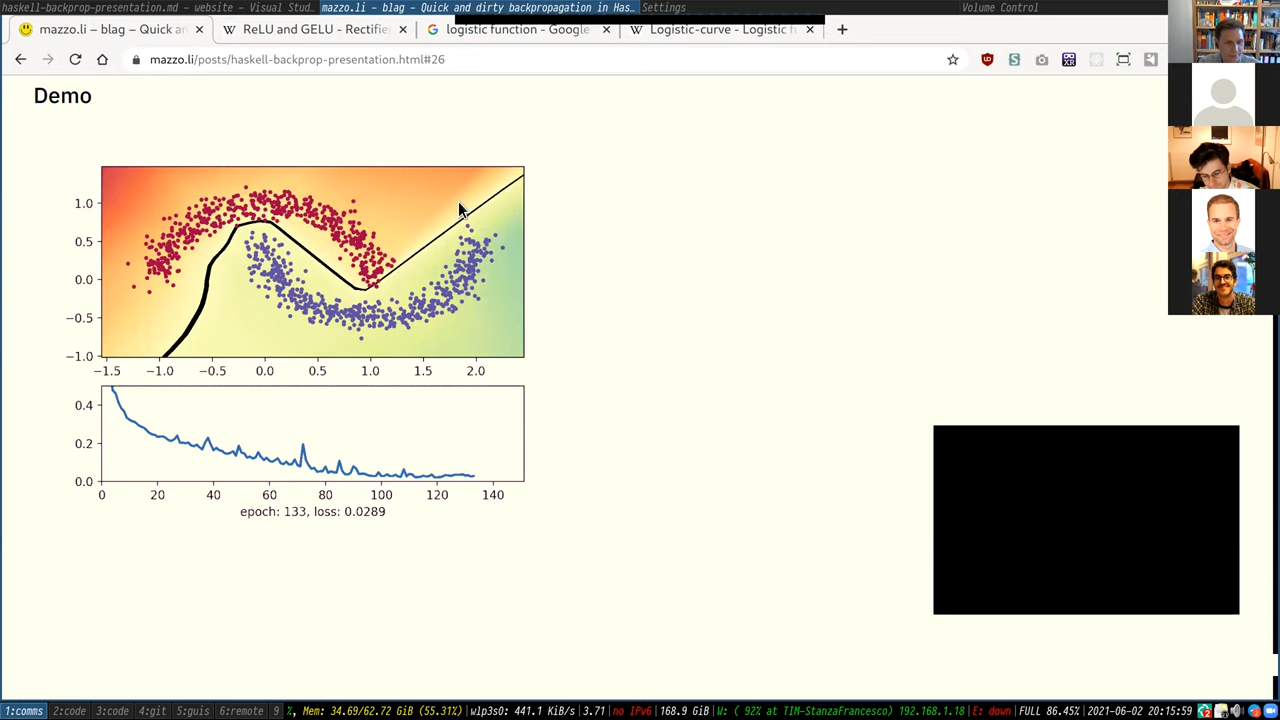 haskell-backprop-presentation.md - website - Visual Stud…
mazzo.li — blag — Quick and dirty backpropagation in Has…
Settings
Volume Control
mazzo.li – blag – Quick an
ReLU and GELU - Rectifie
logistic function - Google
Logistic-curve - Logistic f
mazzo.li/posts/haskell-backprop-presentation.html#26
Demo
1.0
0.5
0.0
−0.5
−1.0
−1.5 −1.0 −0.5 0.0 0.5 1.0 1.5 2.0
0.4
0.2
0.0
0 20 40 60 80 100 120 140
epoch: 133, loss: 0.0289
1:comms 2:code 3:code 4:git 5:guis 6:remote 9 %, Mem: 34.69/62.72 GiB (55.31%) |wlp3s0: 441.1 KiB/s |3.71 |no IPv6 |168.9 GiB |W: ( 92% at TIM-StanzaFrancesco) 192.168.1.18 |E: down |FULL 86.45% |2021-06-02 20:15:59